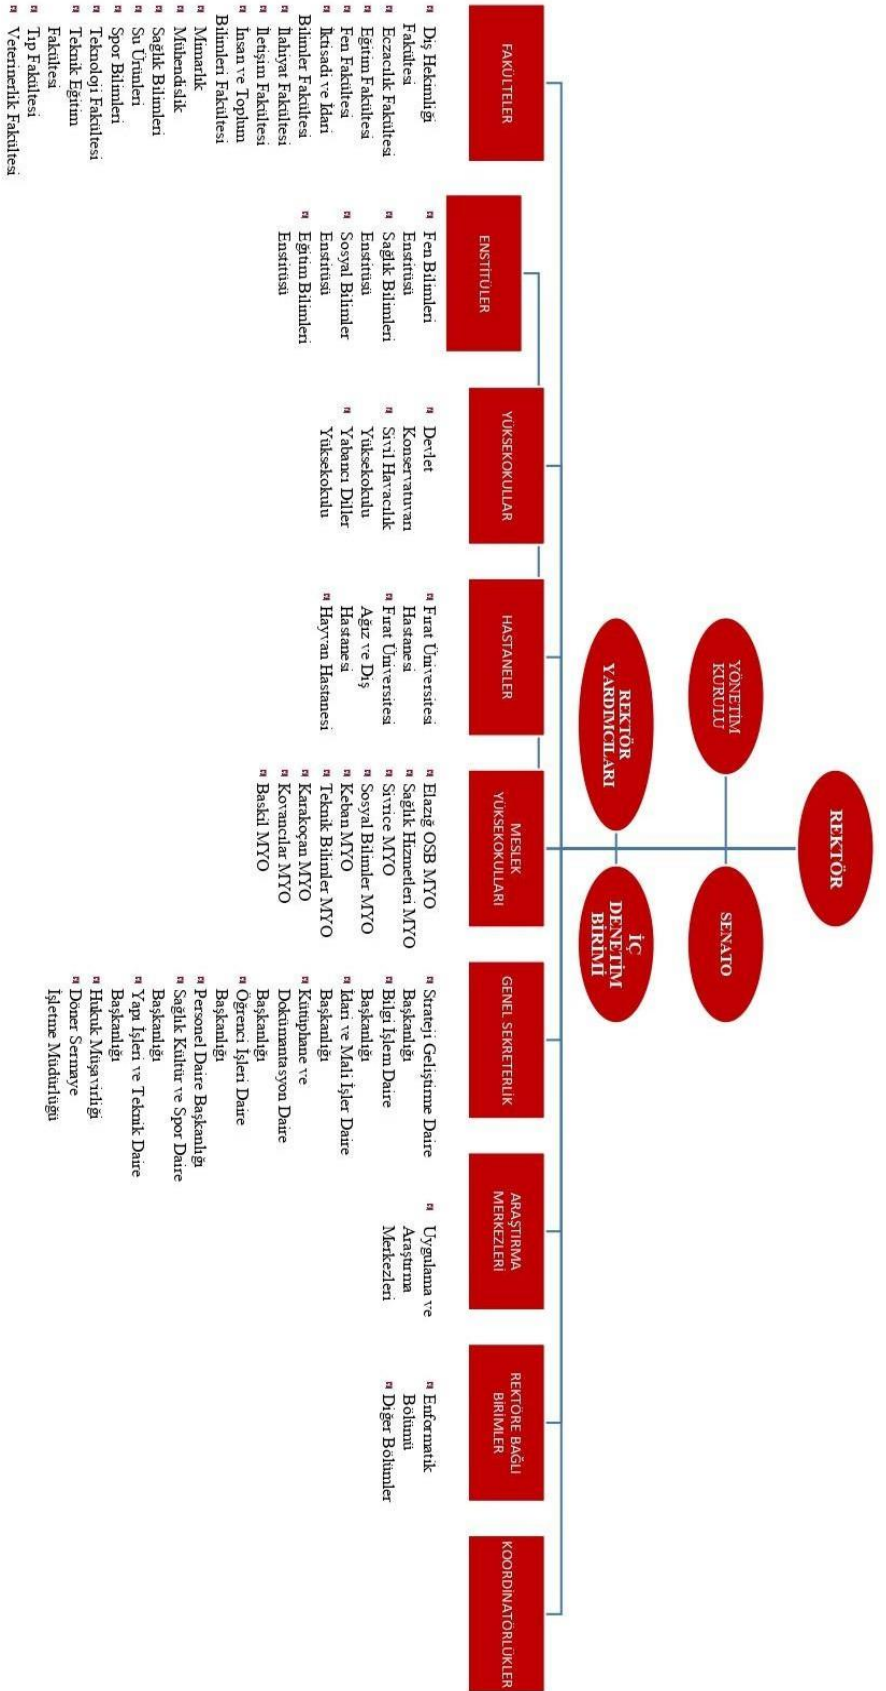 REKTÖR
YÖNETİM
KURULU
SENATO
REKTÖR
YARDIMCILARI
İÇ
DENETİM
BİRİMİ
FAKÜLTELER
Diş Hekimliği
Fakültesi
Eczacılık Fakültesi
Eğitim Fakültesi
Fen Fakültesi
İktisadi ve İdari
Bilimler Fakültesi
İlahiyat Fakültesi
İletişim Fakültesi
İnsan ve Toplum
Bilimleri Fakültesi
Mimarlık
Mühendislik
Sağlık Bilimleri
Su Ürünleri
Spor Bilimleri
Teknoloji Fakültesi
Teknik Eğitim
Fakültesi
Tıp Fakültesi
Veterinerlik Fakültesi
ENSTİTÜLER
Fen Bilimleri
Enstitüsü
Sağlık Bilimleri
Enstitüsü
Sosyal Bilimler
Enstitüsü
Eğitim Bilimleri
Enstitüsü
YÜKSEKOKULLAR
Devlet
Konservatuvarı
Sivil Havacılık
Yüksekokulu
Yabancı Diller
Yüksekokulu
HASTANELER
Fırat Üniversitesi
Hastanesi
Fırat Üniversitesi
Ağız ve Diş
Hastanesi
Hayvan Hastanesi
MESLEK
YÜKSEKOKULLARI
Elazığ OSB MYO
Sağlık Hizmetleri MYO
Sivrice MYO
Sosyal Bilimler MYO
Keban MYO
Teknik Bilimler MYO
Karakoçan MYO
Kovancılar MYO
Baskil MYO
GENEL SEKRETERLİK
Strateji Geliştirme Daire
Başkanlığı
Bilgi İşlem Daire
Başkanlığı
İdari ve Mali İşler Daire
Başkanlığı
Kütüphane ve
Dokümantasyon Daire
Başkanlığı
Öğrenci İşleri Daire
Başkanlığı
Personel Daire Başkanlığı
Sağlık Kültür ve Spor Daire
Başkanlığı
Yapı İşleri ve Teknik Daire
Başkanlığı
Hukuk Müşavirliği
Döner Sermaye
İşletme Müdürlüğü
ARAŞTIRMA
MERKEZLERİ
Uygulama ve
Araştırma
Merkezleri
REKTÖRE BAĞLI
BİRİMLER
Enformatik
Bölümü
Diğer Bölümler
KOORDİNATÖRLÜKLER